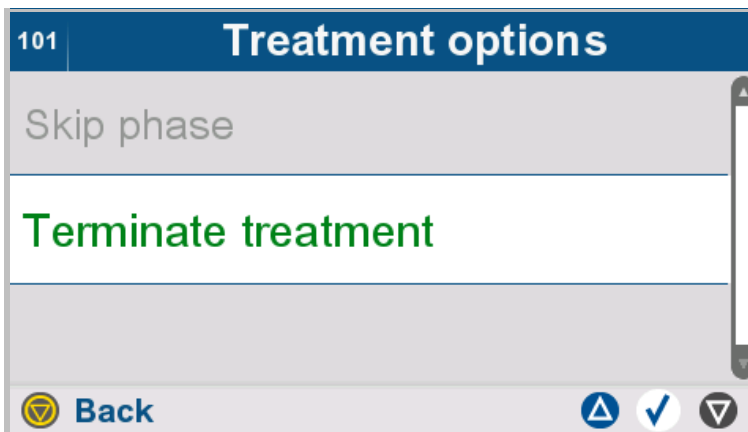 101
Treatment options
Skip phase
Terminate treatment
Back